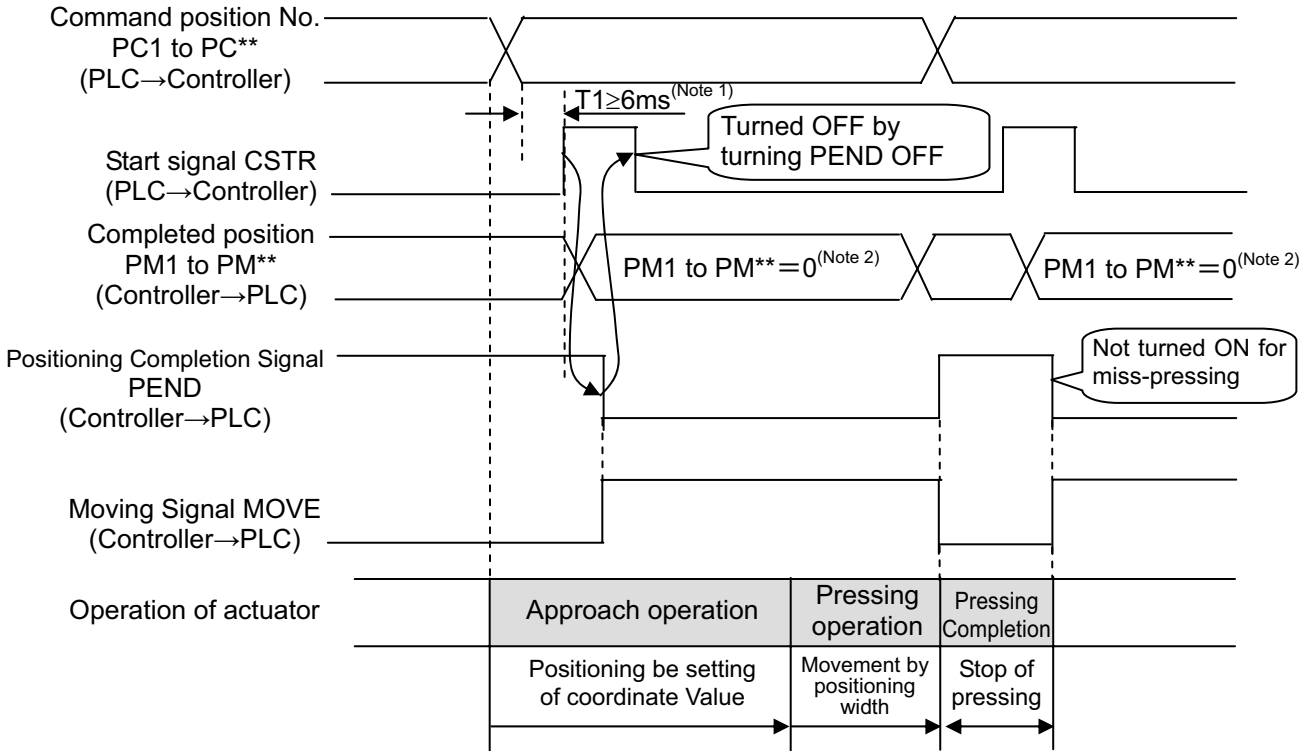 Command position No.
PC1 to PC**
(PLC→Controller)
T1≥6ms(Note 1)
Turned OFF by
turning PEND OFF
Start signal CSTR
(PLC→Controller)
Completed position
PM1 to PM**
(Controller→PLC)
PM1 to PM**＝0(Note 2)
PM1 to PM**＝0(Note 2)
Positioning Completion Signal
PEND
(Controller→PLC)
Not turned ON for
miss-pressing
Moving Signal MOVE
(Controller→PLC)
Operation of actuator
Approach operation
Pressing
operation
Pressing
Completion
Positioning be setting
of coordinate Value
Movement by
positioning
width
Stop of
pressing